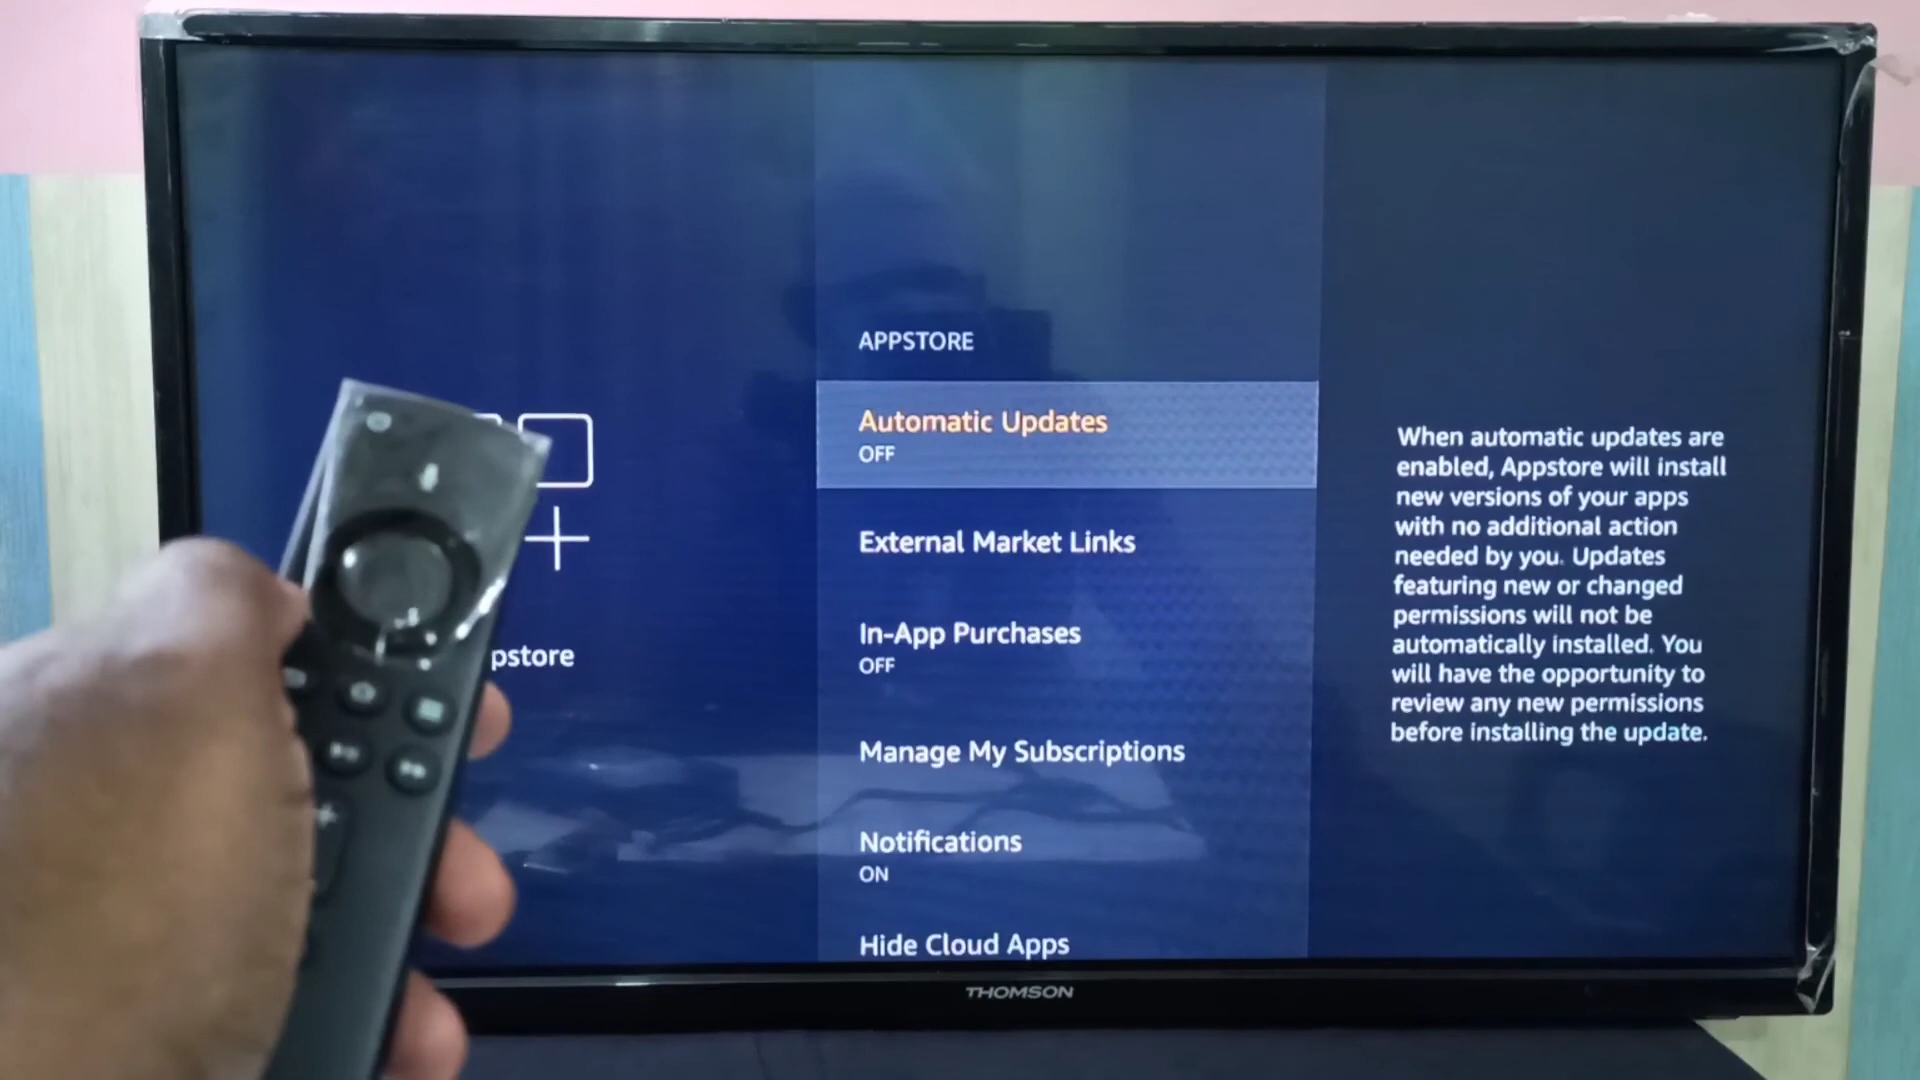 APPSTORE
Automatic Updates
OFF
External Market Links
In-App Purchases
OFF
Manage My Subscriptions
Notifications
ON
Hide Cloud Apps
pstore
When automatic updates are
enabled, Appstore will install
new versions of your apps
with no additional action
needed by you. Updates
featuring new or changed
permissions will not be
automatically installed. You
will have the opportunity to
review any new permissions
before installing the update.
THOMSON